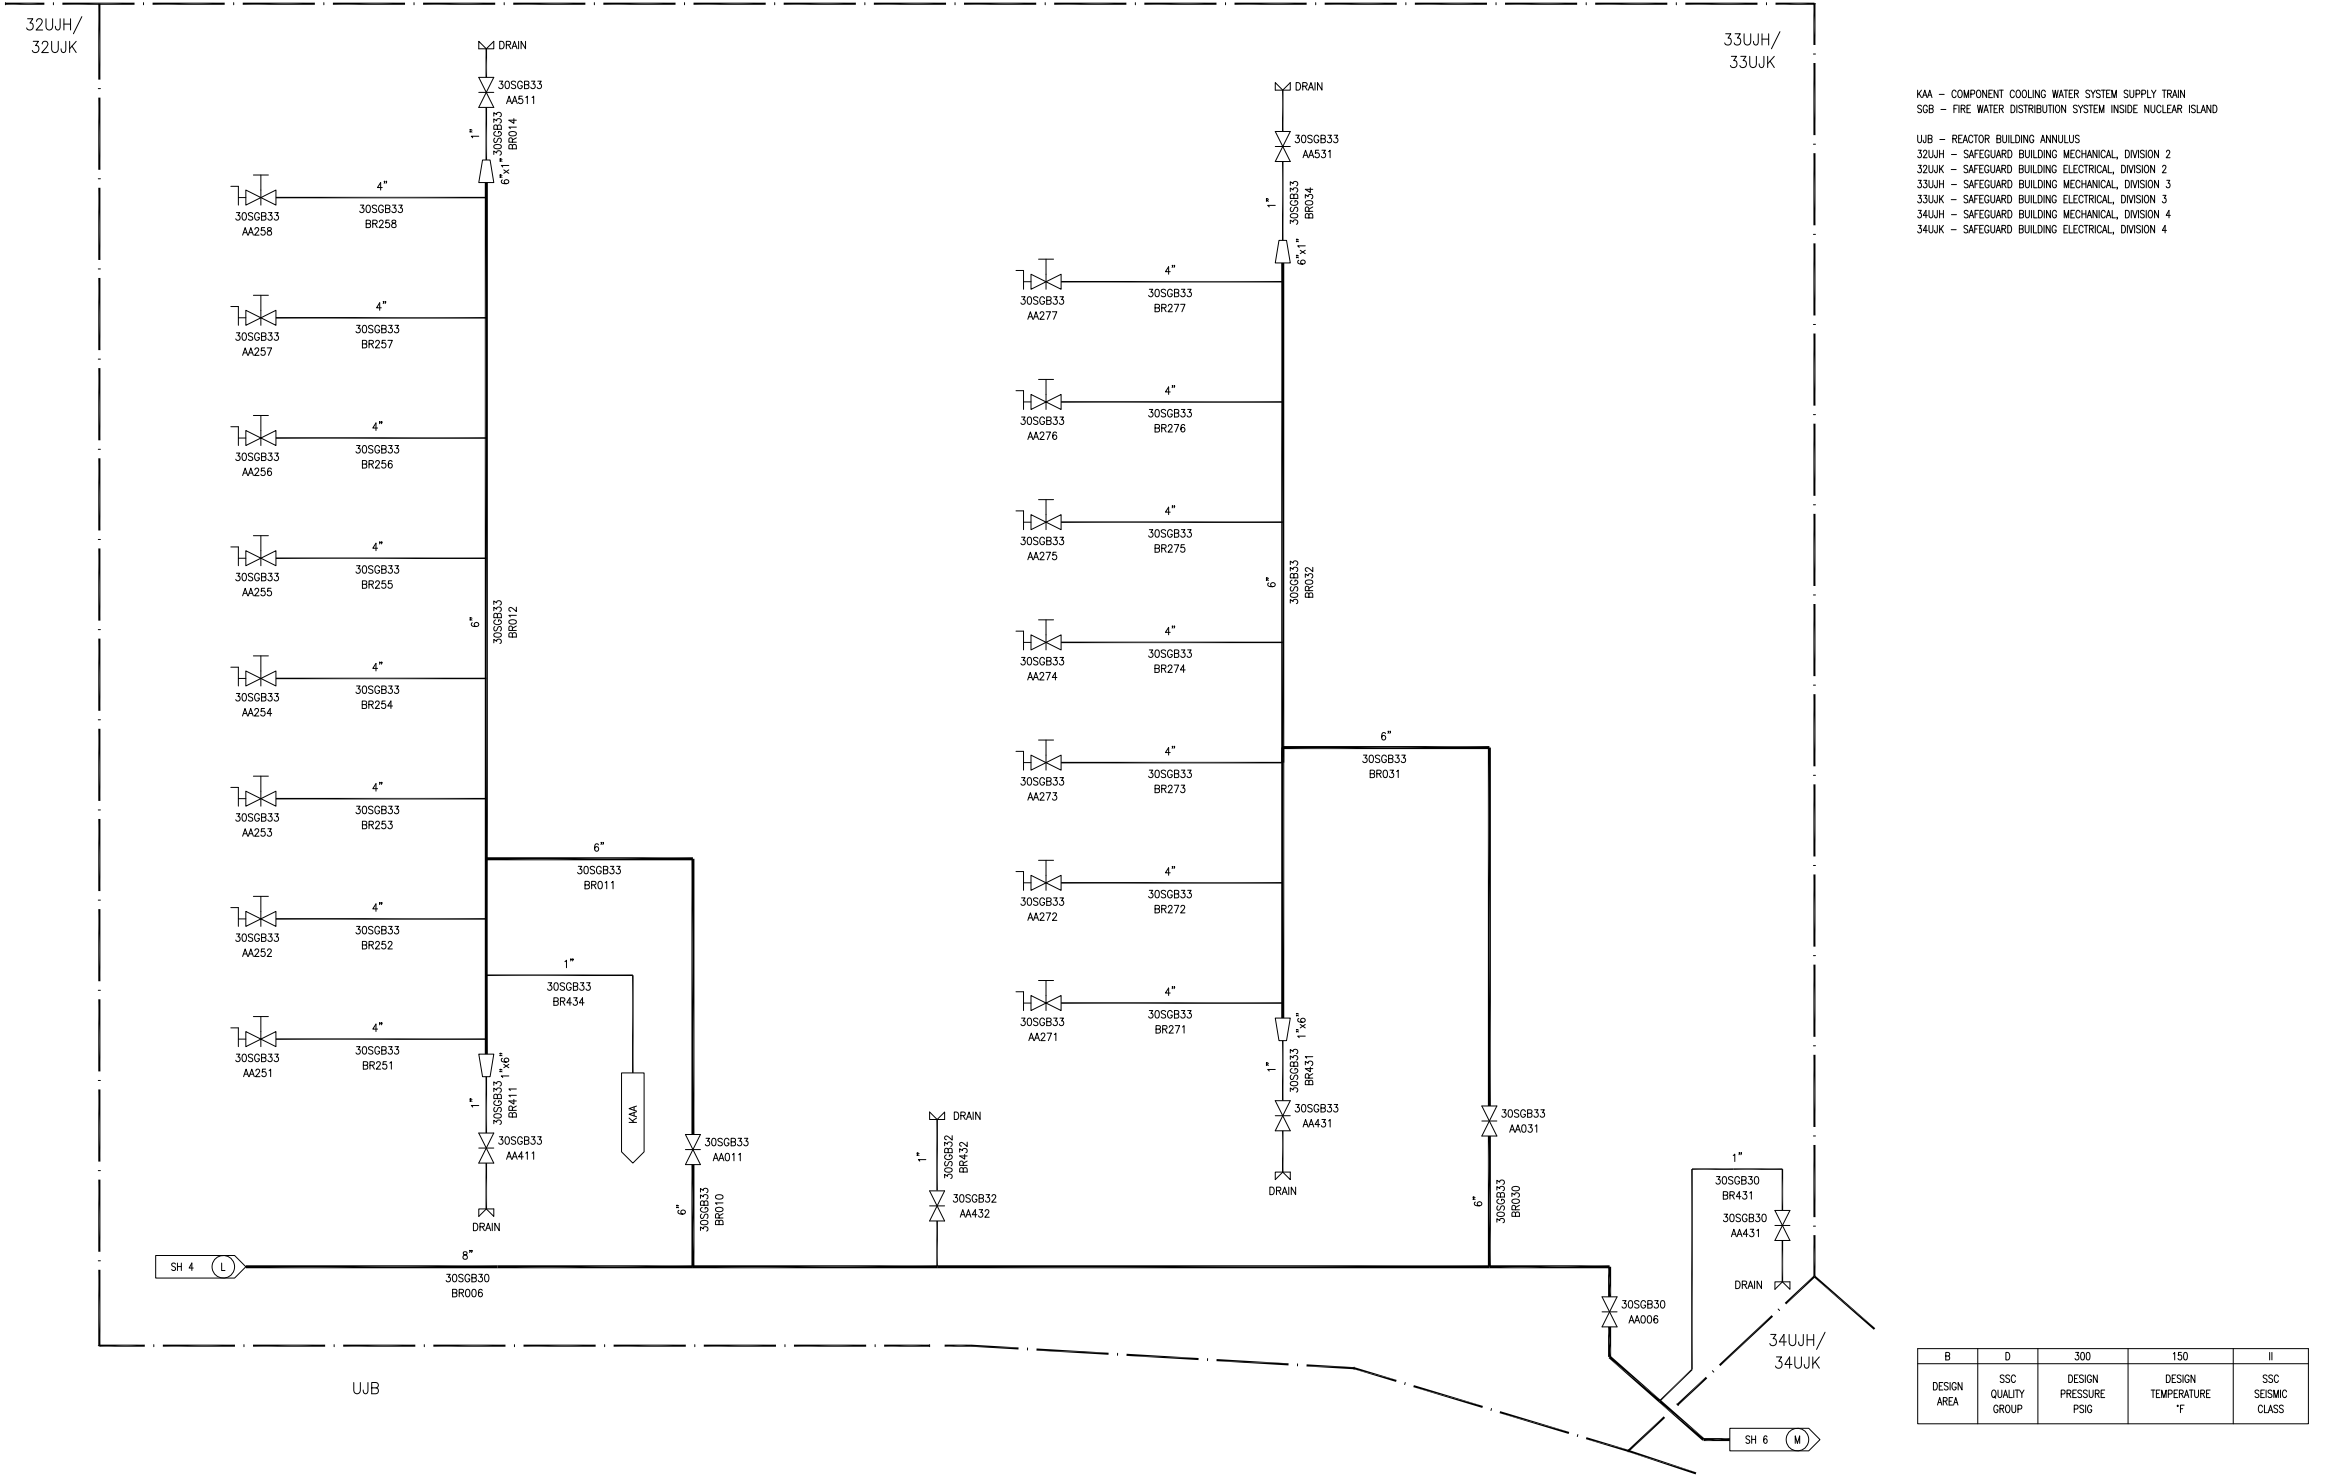 32UJH/
32UJK
33UJH/
33UJK
DRAIN
30SGB33
AA511
1"
30SGB33
BR014
6"x1"
4"
30SGB33
BR258
30SGB33
AA258
4"
30SGB33
BR257
30SGB33
AA257
4"
30SGB33
BR256
30SGB33
AA256
4"
30SGB33
BR255
30SGB33
AA255
6"
30SGB33
BR012
4"
30SGB33
BR254
30SGB33
AA254
4"
30SGB33
BR253
30SGB33
AA253
6"
30SGB33
BR011
4"
30SGB33
BR252
30SGB33
AA252
1"
30SGB33
BR434
KAA
4"
30SGB33
BR251
30SGB33
AA251
1"x6"
1"
30SGB33
BR411
30SGB33
AA411
DRAIN
30SGB33
AA011
6"
30SGB33
BR010
DRAIN
1"
30SGB32
BR432
30SGB32
AA432
SH 4
L
8"
30SGB30
BR006
DRAIN
30SGB33
AA531
1"
30SGB33
BR034
6"x1"
4"
30SGB33
BR277
30SGB33
AA277
4"
30SGB33
BR276
30SGB33
AA276
4"
30SGB33
BR275
30SGB33
AA275
6"
30SGB33
BR032
4"
30SGB33
BR274
30SGB33
AA274
6"
30SGB33
BR031
4"
30SGB33
BR273
30SGB33
AA273
4"
30SGB33
BR272
30SGB33
AA272
4"
30SGB33
BR271
30SGB33
AA271
1"x6"
1"
30SGB33
BR431
30SGB33
AA431
DRAIN
30SGB33
AA031
6"
30SGB33
BR030
1"
30SGB30
BR431
30SGB30
AA431
DRAIN
30SGB30
AA006
34UJH/
34UJK
SH 6
M
UJB
KAA – COMPONENT COOLING WATER SYSTEM SUPPLY TRAIN
SGB – FIRE WATER DISTRIBUTION SYSTEM INSIDE NUCLEAR ISLAND
UJB – REACTOR BUILDING ANNULUS
32UJH – SAFEGUARD BUILDING MECHANICAL, DIVISION 2
32UJK – SAFEGUARD BUILDING ELECTRICAL, DIVISION 2
33UJH – SAFEGUARD BUILDING MECHANICAL, DIVISION 3
33UJK – SAFEGUARD BUILDING ELECTRICAL, DIVISION 3
34UJH – SAFEGUARD BUILDING MECHANICAL, DIVISION 4
34UJK – SAFEGUARD BUILDING ELECTRICAL, DIVISION 4
B D 300 150 II
DESIGN
AREA
SSC
QUALITY
GROUP
DESIGN
PRESSURE
PSIG
DESIGN
TEMPERATURE
°F
SSC
SEISMIC
CLASS